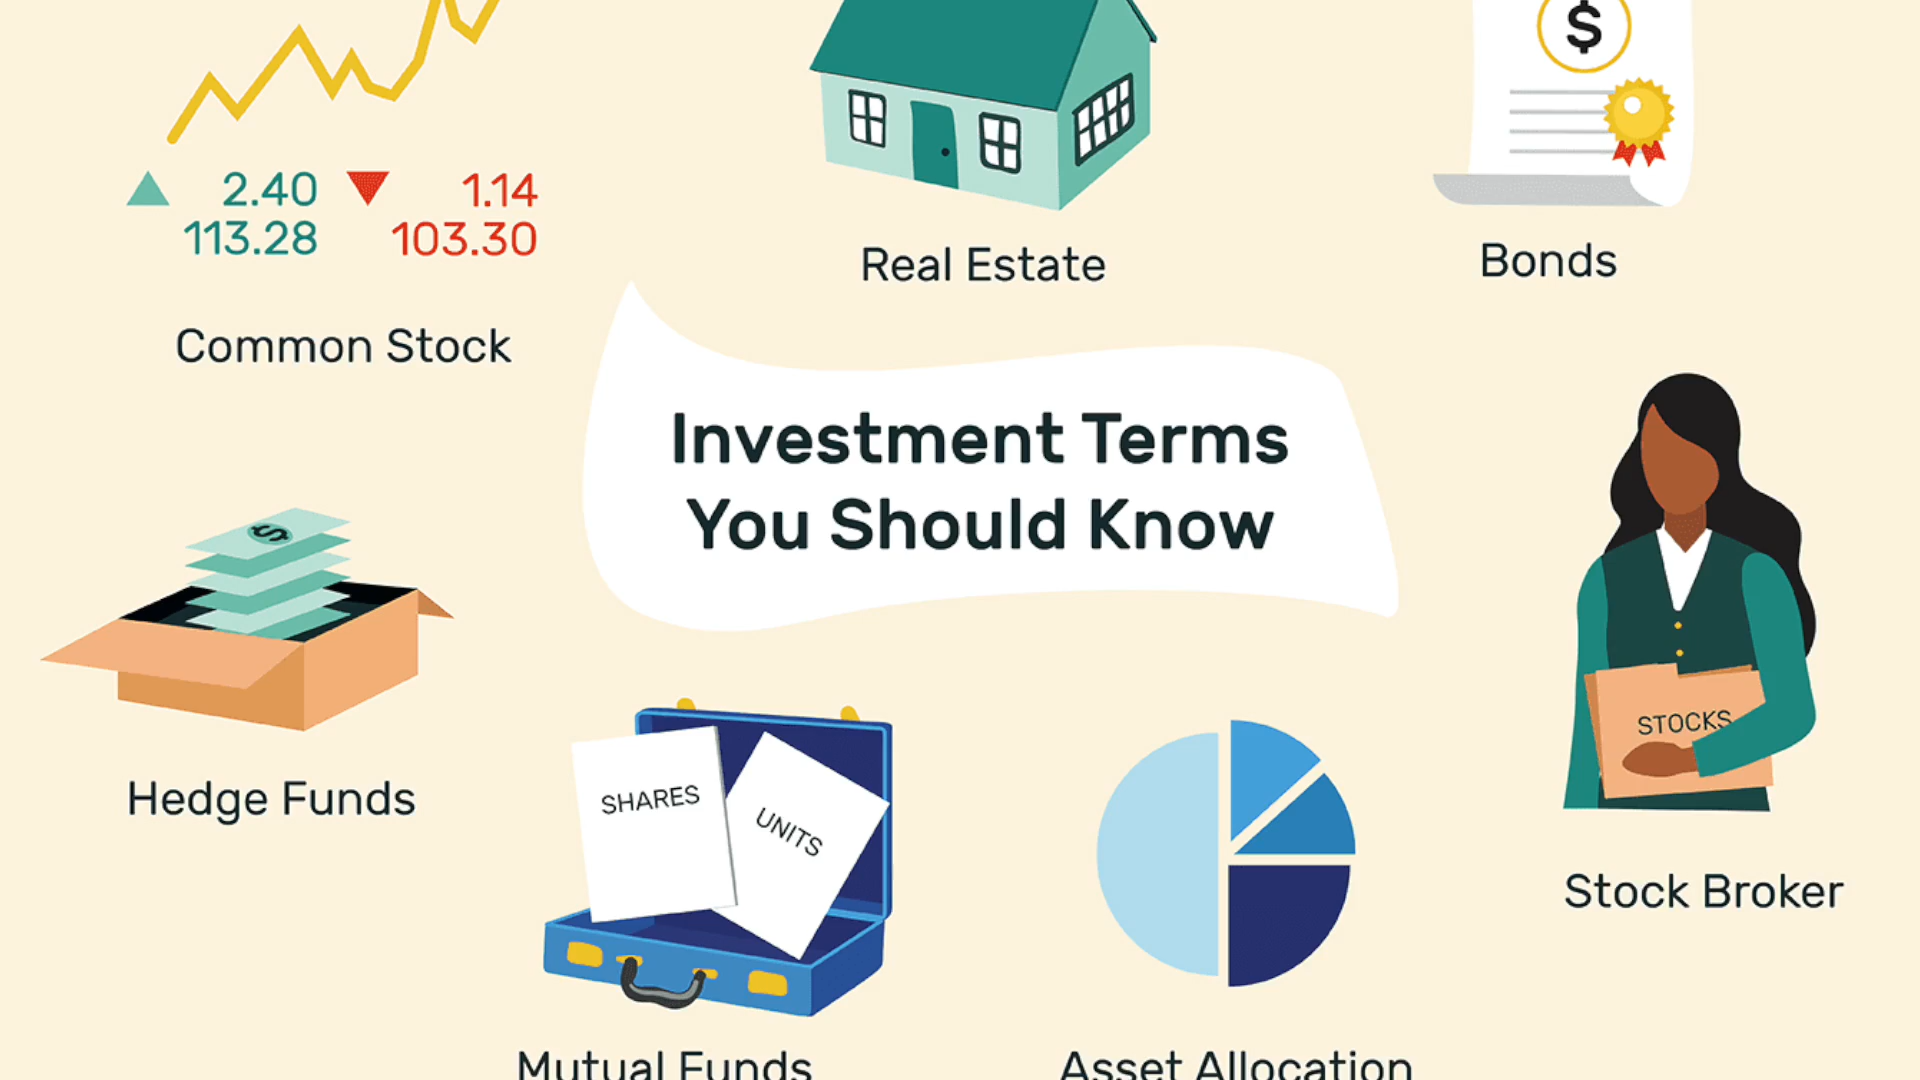 $
2.40
1.14
113.28
103.30
Real Estate
Bonds
Common Stock
Investment Terms
You Should Know
$
STOCKS
Hedge Funds
SHARES
UNITS
Stock Broker
Mutual Funds
Asset Allocation